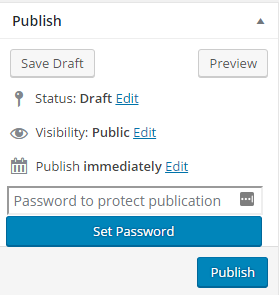 Publish
Save Draft Preview
Status: Draft Edit
Visibility: Public Edit
Publish immediately Edit
Password to protect publication
Set Password
Publish